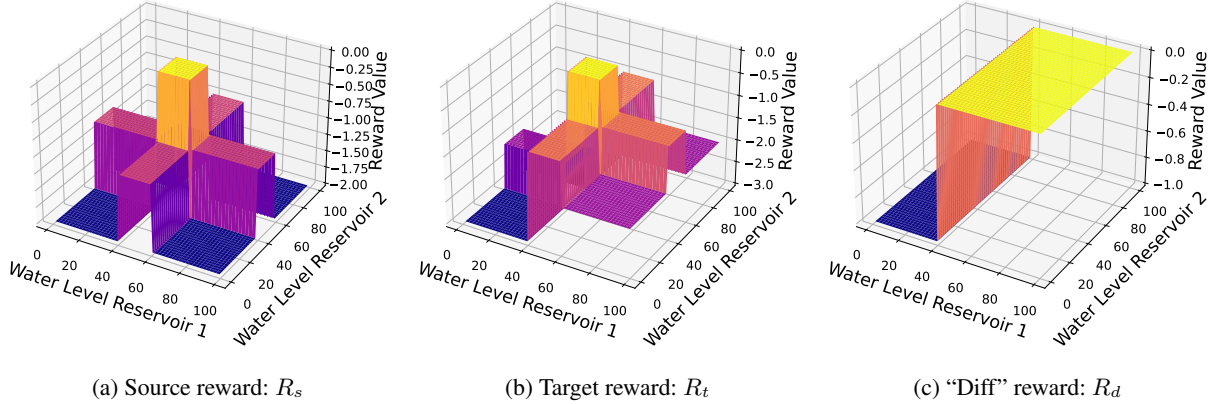 0.00
−0.25
−0.50
−0.75
−1.00
−1.25
−1.50
−1.75
−2.00
Reward Value
0 20 40 60 80 100
Water Level Reservoir 1
0 20 40 60 80 100
Water Level Reservoir 2
(a) Source reward: R_s
0.0
−0.5
−1.0
−1.5
−2.0
−2.5
−3.0
Reward Value
0 20 40 60 80 100
Water Level Reservoir 1
0 20 40 60 80 100
Water Level Reservoir 2
(b) Target reward: R_t
0.0
−0.2
−0.4
−0.6
−0.8
−1.0
Reward Value
0 20 40 60 80 100
Water Level Reservoir 1
0 20 40 60 80 100
Water Level Reservoir 2
(c) “Diff” reward: R_d